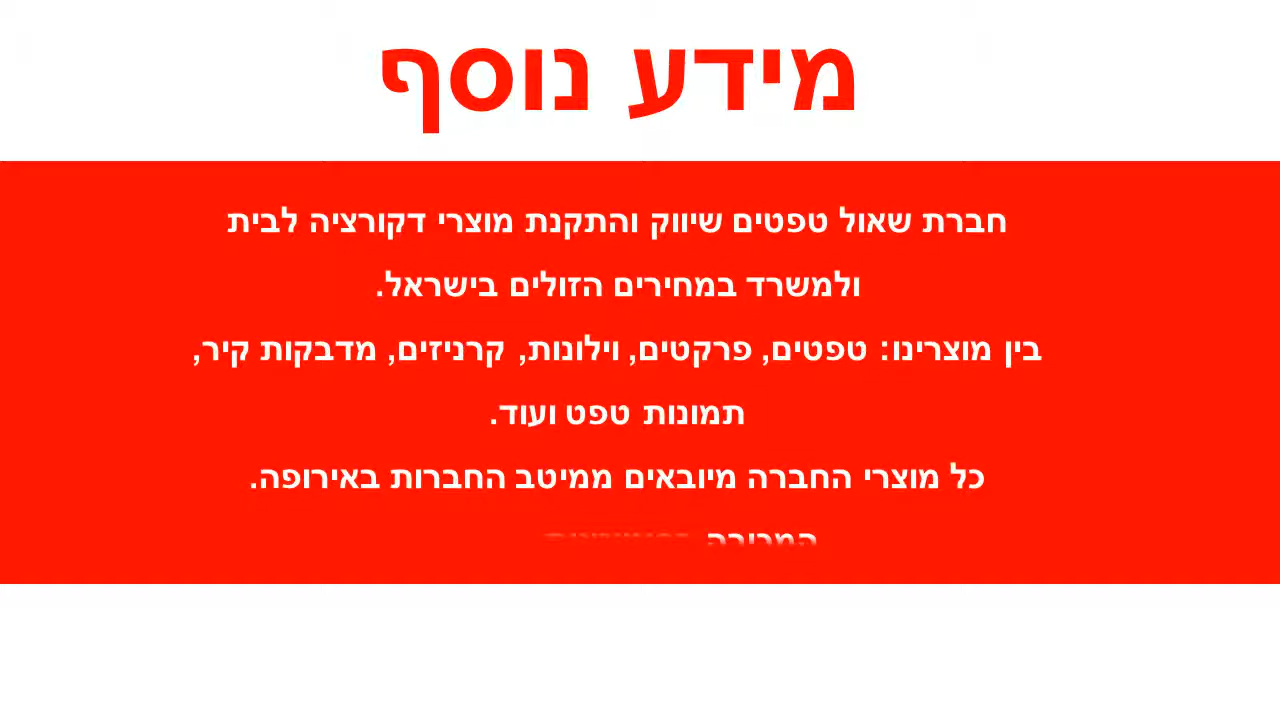 מידע נוסף
חברת שאול טפטים שיווק והתקנת מוצרי דקורציה לבית
ולמשרד במחירים הזולים בישראל.
בין מוצרינו: טפטים, פרקטים, וילונות, קרניזים, מדבקות קיר,
תמונות טפט ועוד.
כל מוצרי החברה מיובאים ממיטב החברות באירופה.